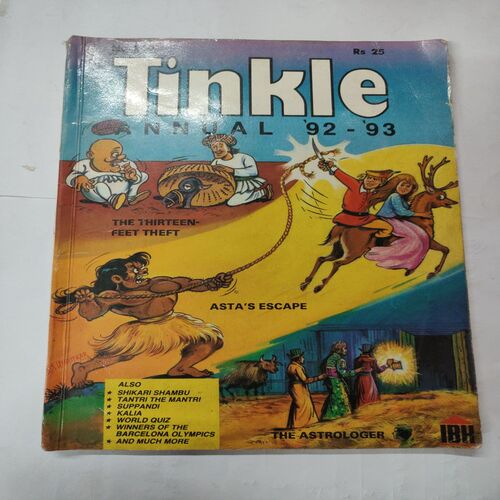 Rs 25
Tinkle
ANNUAL '92-'93
THE THIRTEEN-
FEET THEFT
ASTA'S ESCAPE
ALSO
★ SHIKARI SHAMBU
★ TANTRI THE MANTRI
★ SUPPANDI
★ KALIA
★ WORLD QUIZ
★ WINNERS OF THE
BARCELONA OLYMPICS
★ AND MUCH MORE
THE ASTROLOGER
IBH